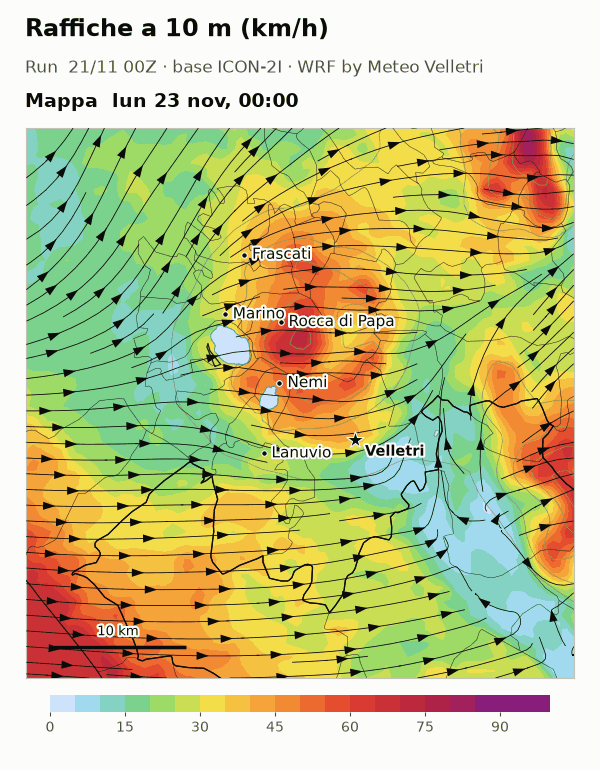 Raffiche a 10 m (km/h)
Run  21/11 00Z · base ICON-2I · WRF by Meteo Velletri
Mappa  lun 23 nov, 00:00
Frascati
Marino
Rocca di Papa
Nemi
Velletri
Lanuvio
10 km
0 15 30 45 60 75 90